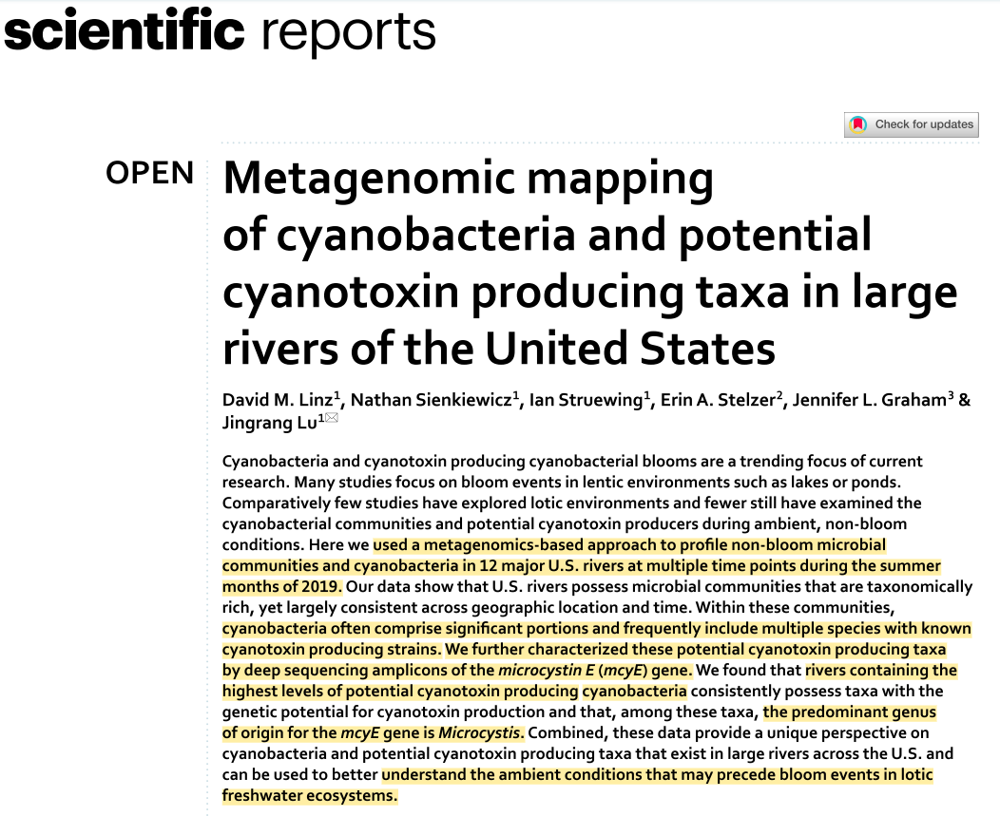 scientific reports
Check for updates
OPEN
Metagenomic mapping
of cyanobacteria and potential
cyanotoxin producing taxa in large
rivers of the United States
David M. Linz1, Nathan Sienkiewicz1, Ian Struewing1, Erin A. Stelzer2, Jennifer L. Graham3 &
Jingrang Lu1✉
Cyanobacteria and cyanotoxin producing cyanobacterial blooms are a trending focus of current
research. Many studies focus on bloom events in lentic environments such as lakes or ponds.
Comparatively few studies have explored lotic environments and fewer still have examined the
cyanobacterial communities and potential cyanotoxin producers during ambient, non-bloom
conditions. Here we used a metagenomics-based approach to profile non-bloom microbial
communities and cyanobacteria in 12 major U.S. rivers at multiple time points during the summer
months of 2019. Our data show that U.S. rivers possess microbial communities that are taxonomically
rich, yet largely consistent across geographic location and time. Within these communities,
cyanobacteria often comprise significant portions and frequently include multiple species with known
cyanotoxin producing strains. We further characterized these potential cyanotoxin producing taxa
by deep sequencing amplicons of the microcystin E (mcyE) gene. We found that rivers containing the
highest levels of potential cyanotoxin producing cyanobacteria consistently possess taxa with the
genetic potential for cyanotoxin production and that, among these taxa, the predominant genus
of origin for the mcyE gene is Microcystis. Combined, these data provide a unique perspective on
cyanobacteria and potential cyanotoxin producing taxa that exist in large rivers across the U.S. and
can be used to better understand the ambient conditions that may precede bloom events in lotic
freshwater ecosystems.